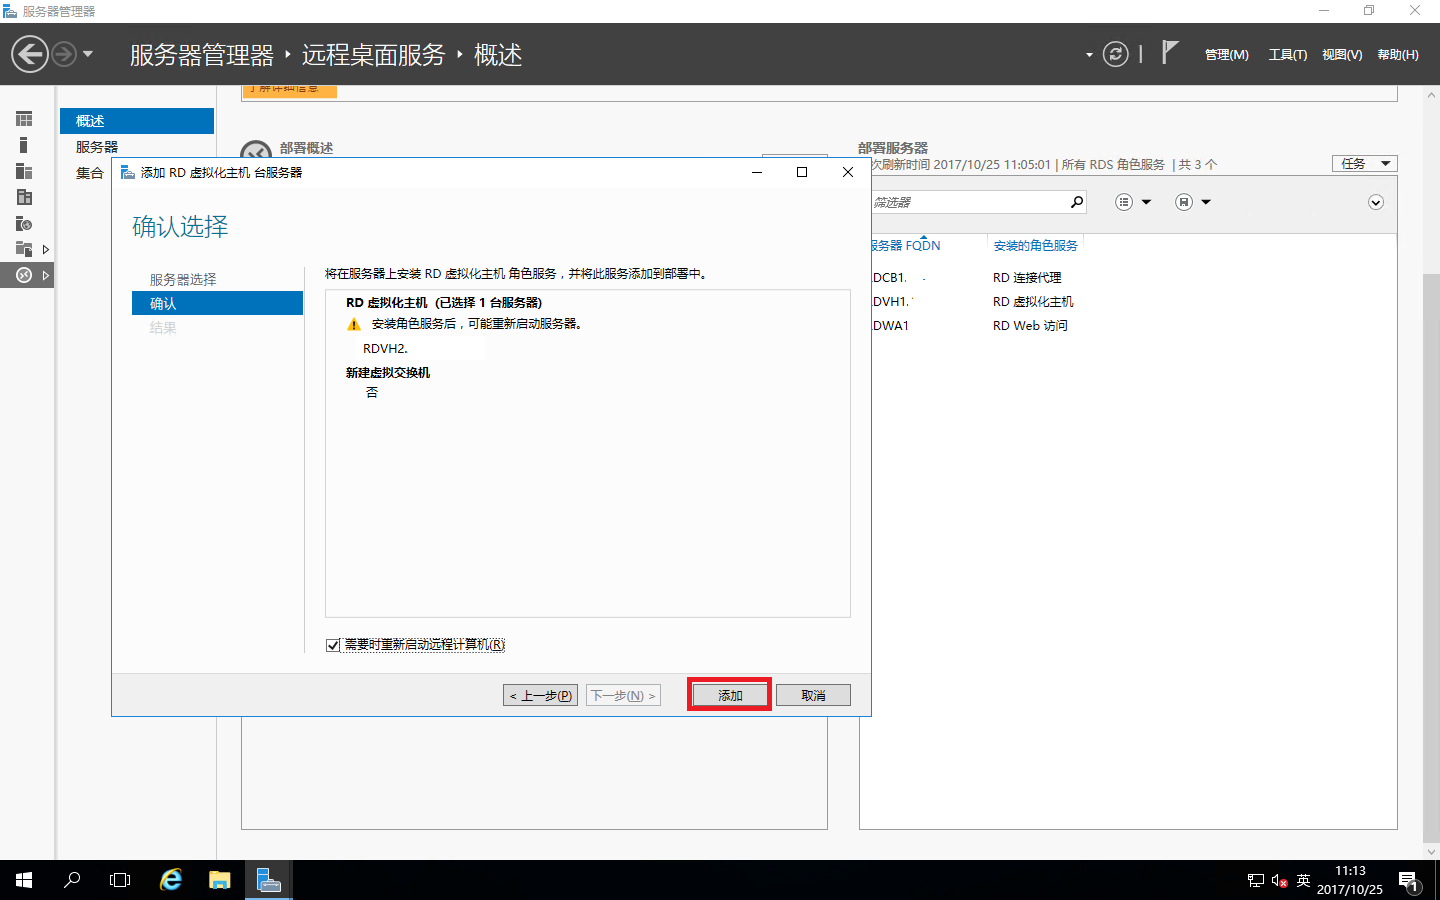 服务器管理器
服务器管理器 · 远程桌面服务 · 概述
管理(M) 工具(T) 视图(V) 帮助(H)
了解详细信息
概述
服务器
集合
部署概述
部署服务器
次刷新时间 2017/10/25 11:05:01 | 所有 RDS 角色服务 | 共 3 个
任务
筛选器
服务器 FQDN 安装的角色服务
DCB1. RD 连接代理
DVH1. RD 虚拟化主机
DWA1 RD Web 访问
添加 RD 虚拟化主机 台服务器
确认选择
服务器选择
确认
结果
将在服务器上安装 RD 虚拟化主机 角色服务，并将此服务添加到部署中。
RD 虚拟化主机 (已选择 1 台服务器)
安装角色服务后，可能重新启动服务器。
RDVH2.
新建虚拟交换机
否
需要时重新启动远程计算机(R)
< 上一步(P) 下一步(N) > 添加 取消
英
11:13
2017/10/25
1